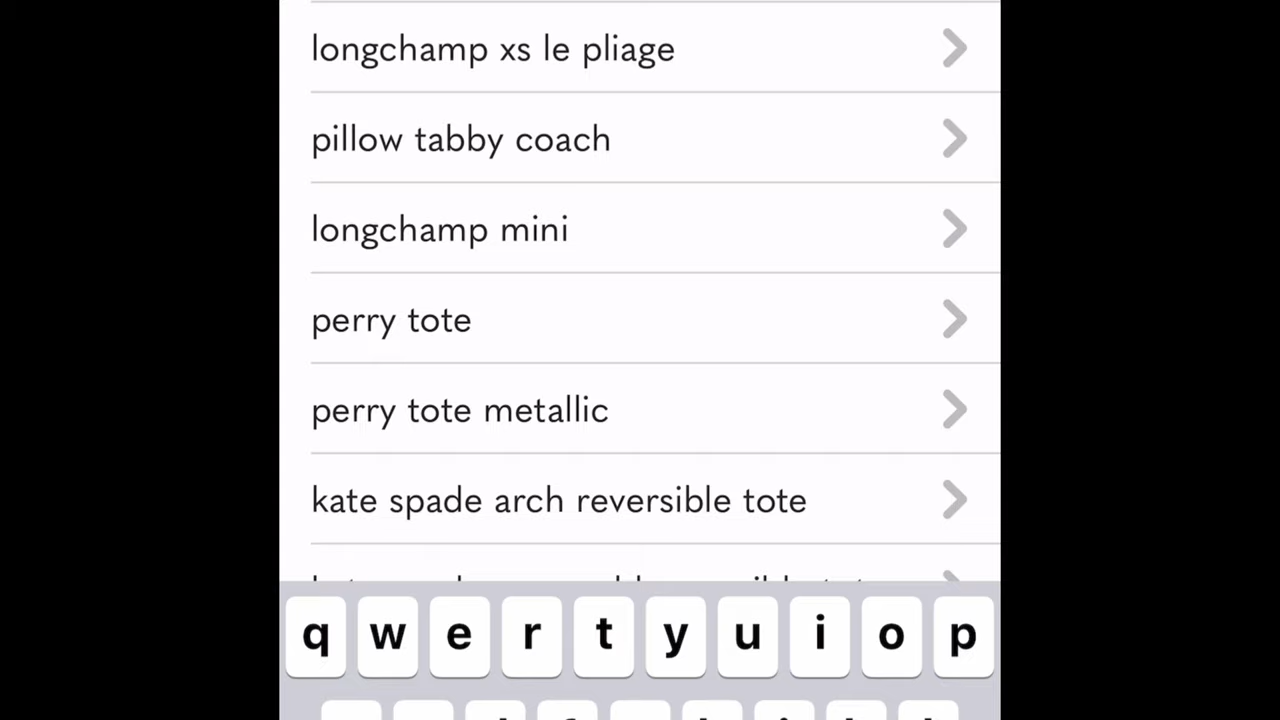 longchamp xs le pliage
pillow tabby coach
longchamp mini
perry tote
perry tote metallic
kate spade arch reversible tote
q w e r t y u i o p